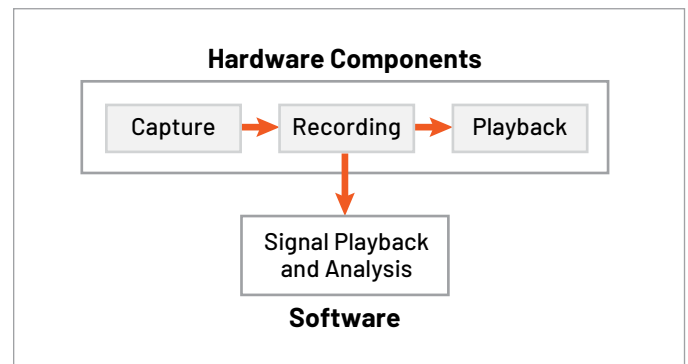 Hardware Components
Capture
Recording
Playback
Signal Playback
and Analysis
Software